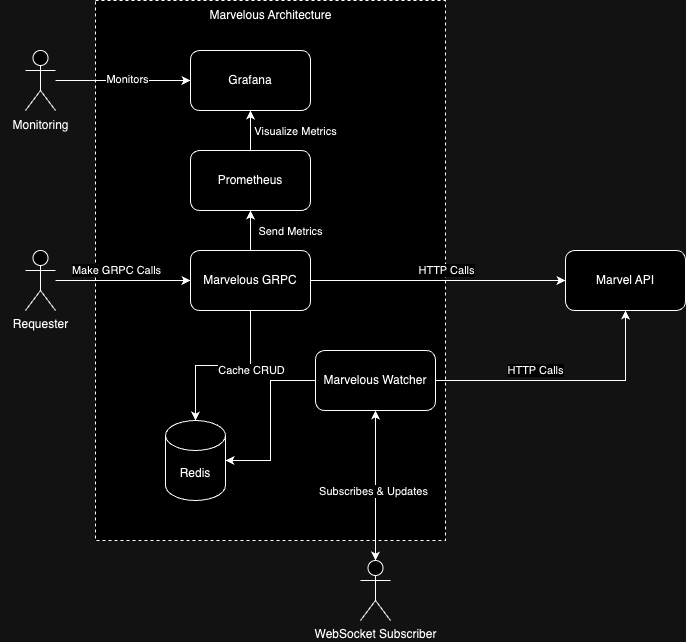 Marvelous Architecture
Monitors
Grafana
Monitoring
Visualize Metrics
Prometheus
Send Metrics
Make GRPC Calls
Marvelous GRPC
HTTP Calls
Marvel API
Requester
Cache CRUD
Marvelous Watcher
HTTP Calls
Redis
Subscribes & Updates
WebSocket Subscriber